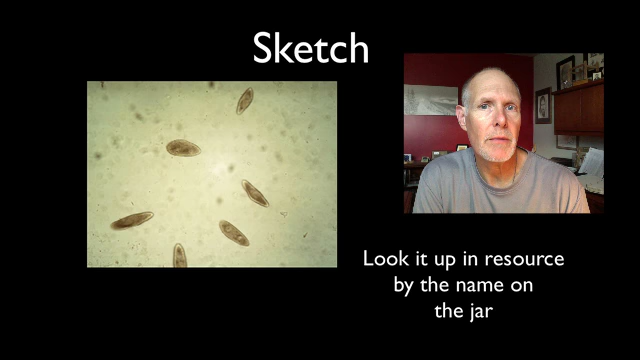 Sketch
Look it up in resource
by the name on
the jar